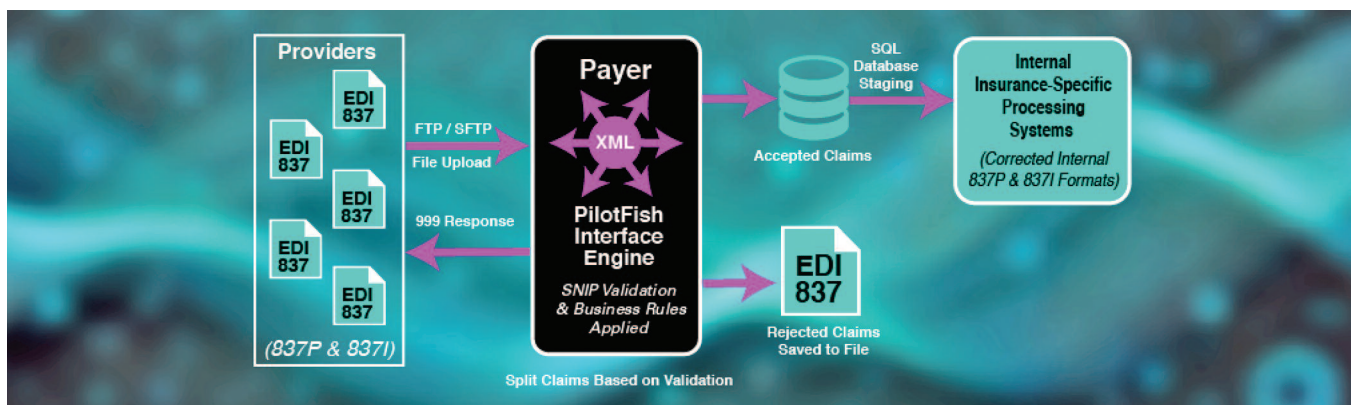 Providers
EDI
837
EDI
837
EDI
837
EDI
837
EDI
837
(837P & 837I)
FTP / SFTP
File Upload
999 Response
Payer
XML
PilotFish
Interface
Engine
SNIP Validation
& Business Rules
Applied
Split Claims Based on Validation
Accepted Claims
SQL
Database
Staging
Internal
Insurance-Specific
Processing
Systems
(Corrected Internal
837P & 837I Formats)
EDI
837
Rejected Claims
Saved to File